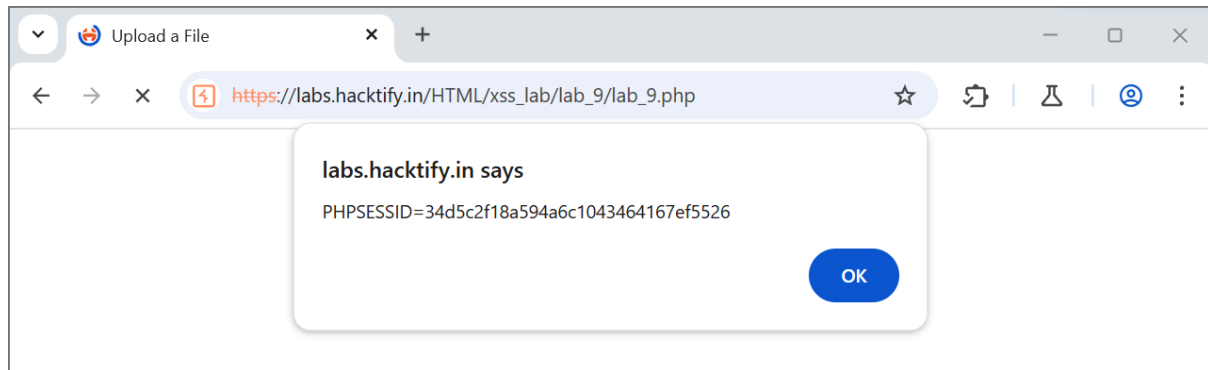 Upload a File
https://labs.hacktify.in/HTML/xss_lab/lab_9/lab_9.php
labs.hacktify.in says
PHPSESSID=34d5c2f18a594a6c1043464167ef5526
OK